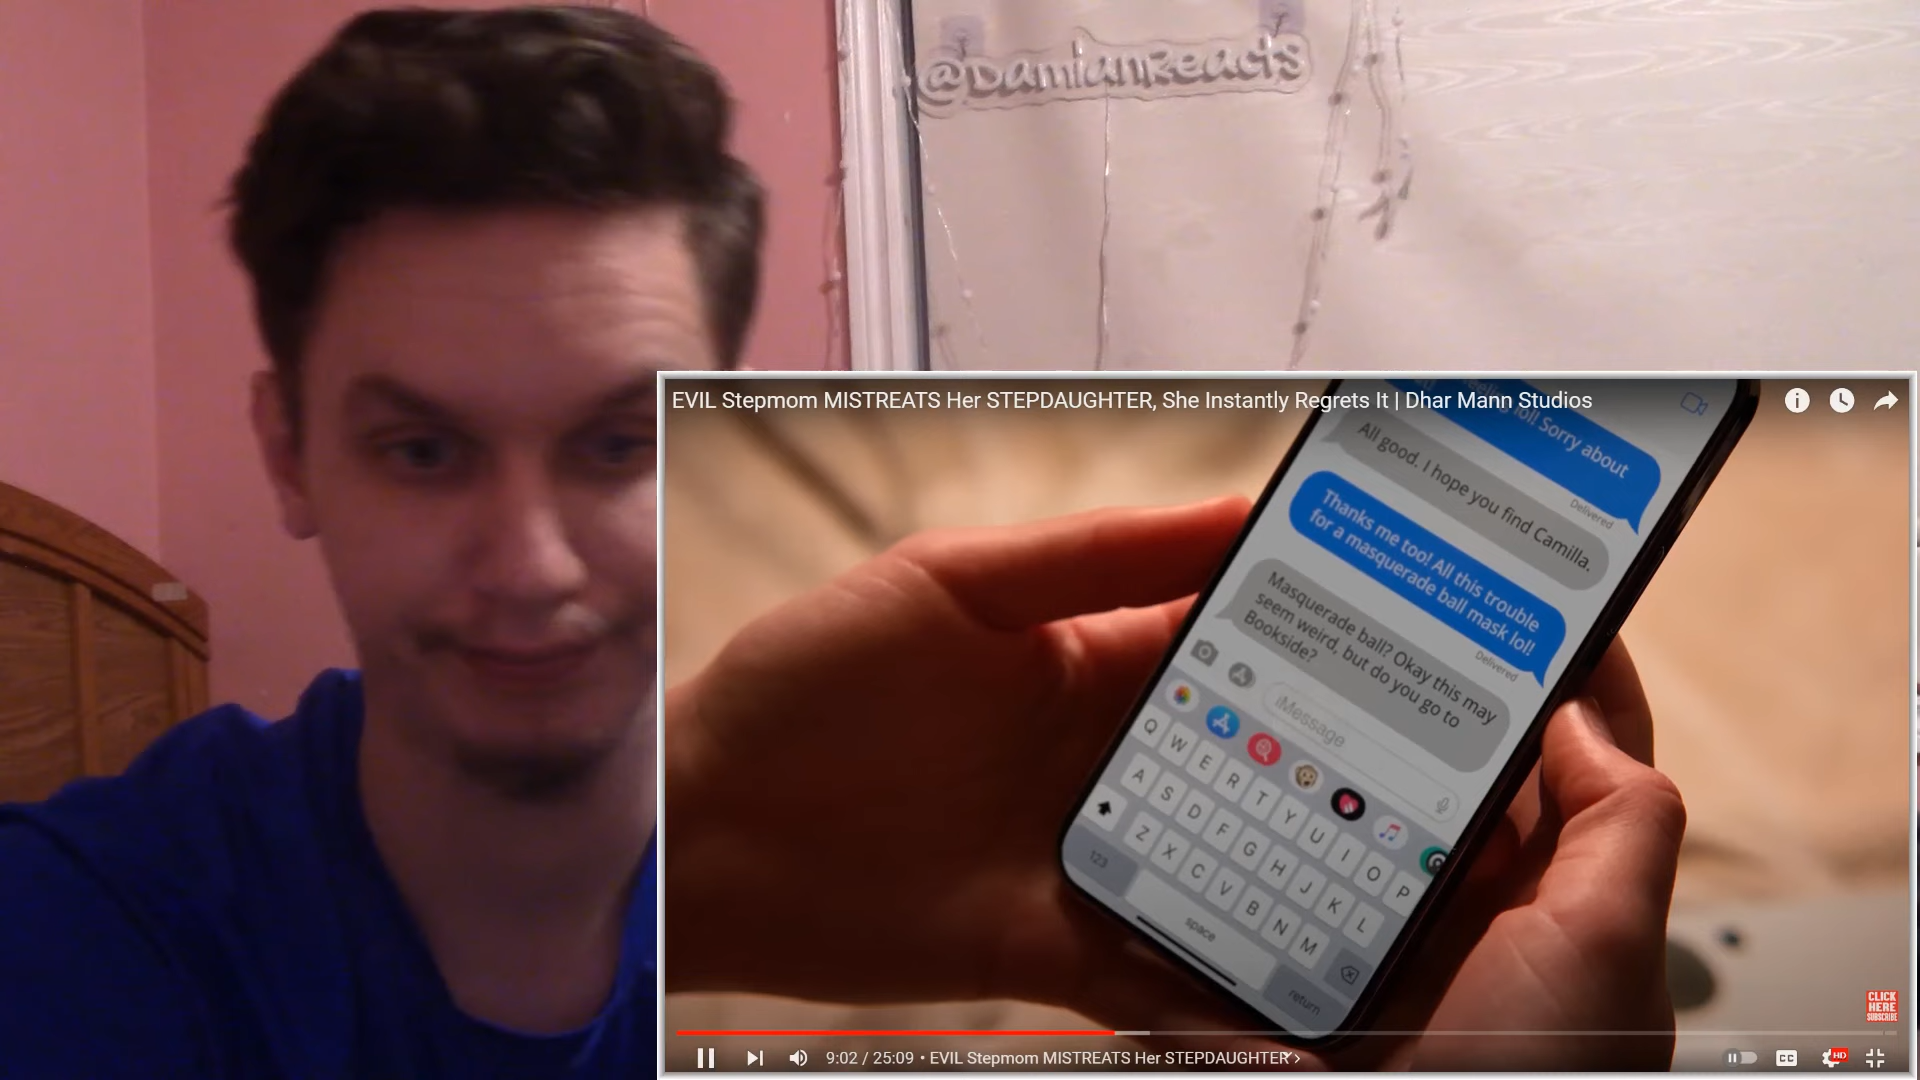 @DamianReacts
EVIL Stepmom MISTREATS Her STEPDAUGHTER, She Instantly Regrets It | Dhar Mann Studios
feeling lol! Sorry about
Delivered
All good. I hope you find Camilla.
Thanks me too! All this trouble
for a masquerade ball mask lol!
Delivered
Masquerade ball? Okay this may
seem weird, but do you go to
Bookside?
iMessage
Q W E R T Y U I O P
A S D F G H J K L
Z X C V B N M
123
space
return
CLICK
HERE
SUBSCRIBE
9:02 / 25:09 • EVIL Stepmom MISTREATS Her STEPDAUGHTER
CC
HD